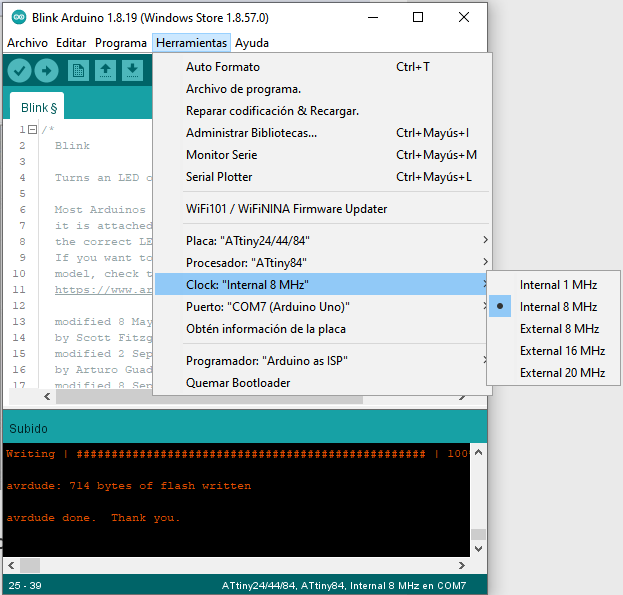 Blink Arduino 1.8.19 (Windows Store 1.8.57.0)
Archivo Editar Programa Herramientas Ayuda
Blink §
Auto Formato Ctrl+T
Archivo de programa.
Reparar codificación & Recargar.
Administrar Bibliotecas... Ctrl+Mayús+I
Monitor Serie Ctrl+Mayús+M
Serial Plotter Ctrl+Mayús+L
WiFi101 / WiFiNINA Firmware Updater
Placa: "ATtiny24/44/84"
Procesador: "ATtiny84"
Clock: "Internal 8 MHz"
Puerto: "COM7 (Arduino Uno)"
Obtén información de la placa
Programador: "Arduino as ISP"
Quemar Bootloader
Internal 1 MHz
Internal 8 MHz
External 8 MHz
External 16 MHz
External 20 MHz
1 /*
2 Blink
3
4 Turns an LED o
5
6 Most Arduinos
7 it is attached
8 the correct LE
9 If you want to
10 model, check t
11 https://www.ar
12
13 modified 8 May
14 by Scott Fitzg
15 modified 2 Sep
16 by Arturo Guad
17 modified 8 Sep
Subido
Writing | ################################################## | 100%
avrdude: 714 bytes of flash written
avrdude done. Thank you.
25 - 39 ATtiny24/44/84, ATtiny84, Internal 8 MHz en COM7